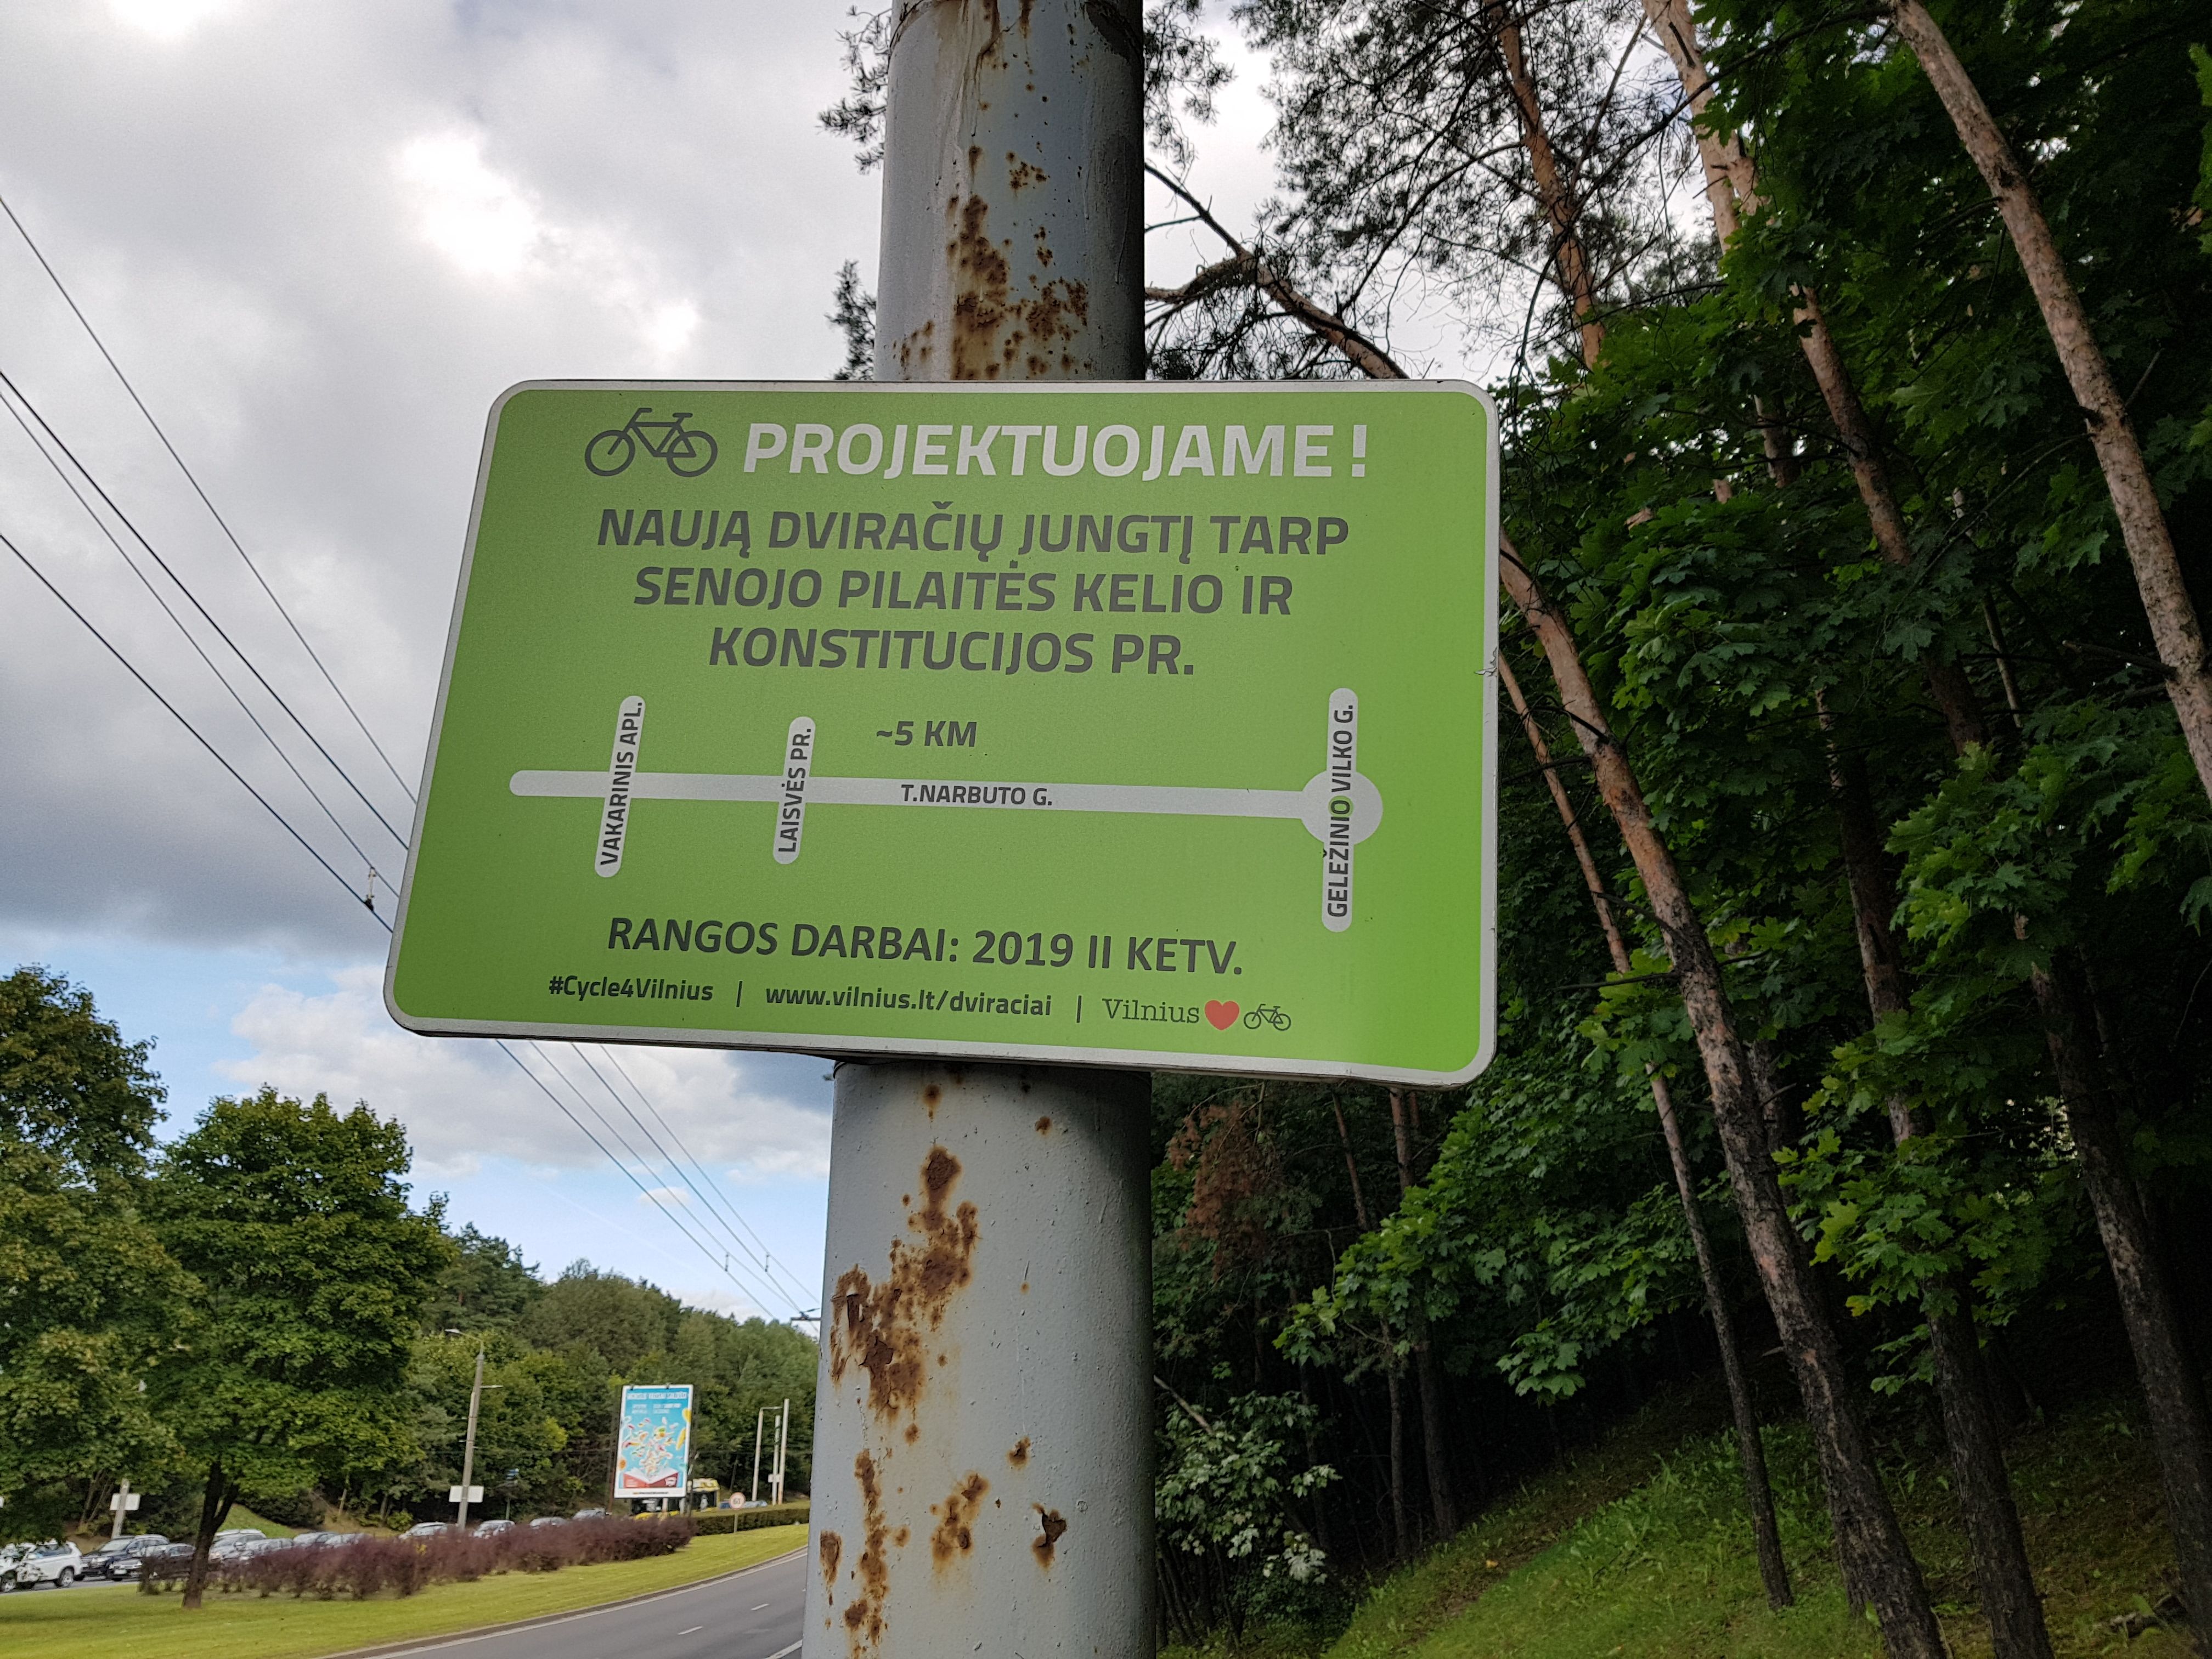 PROJEKTUOJAME!
NAUJĄ DVIRAČIŲ JUNGTĮ TARP
SENOJO PILAITĖS KELIO IR
KONSTITUCIJOS PR.
~5 KM
VAKARINIS APL.
LAISVĖS PR.
T.NARBUTO G.
GELEŽINIO VILKO G.
RANGOS DARBAI: 2019 II KETV.
#Cycle4Vilnius | www.vilnius.lt/dviraciai | Vilnius